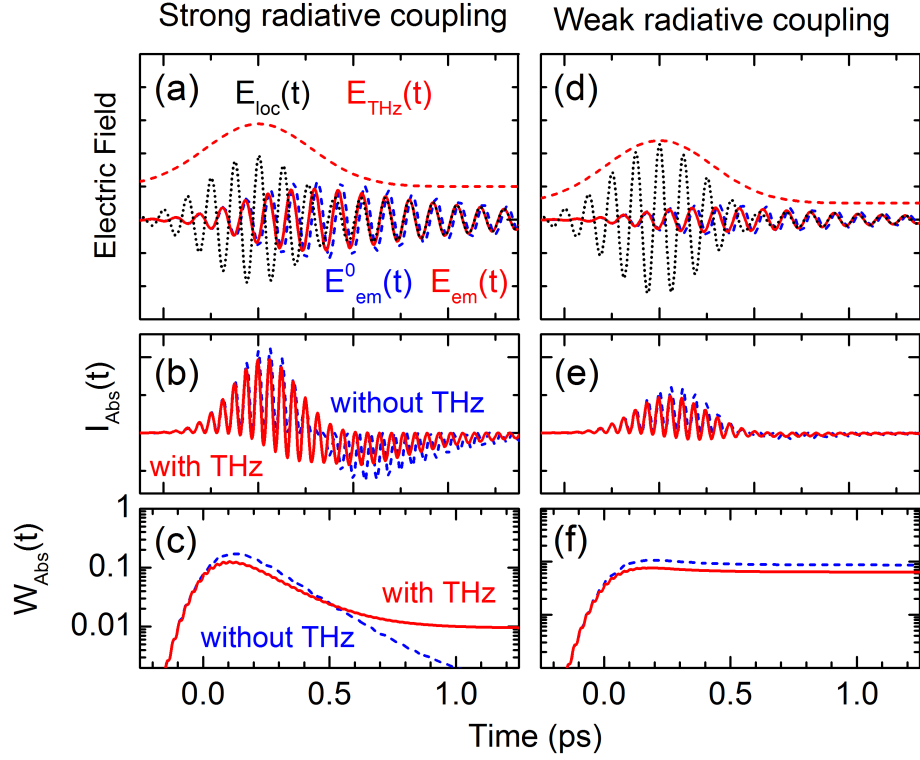 Strong radiative coupling
Weak radiative coupling
(a)
E_loc(t)
E_THz(t)
(d)
Electric Field
E^0_em(t)
E_em(t)
(b)
without THz
with THz
(e)
I_Abs(t)
(c)
with THz
without THz
(f)
W_Abs(t)
1
0.1
0.01
0.0 0.5 1.0
0.0 0.5 1.0
Time (ps)